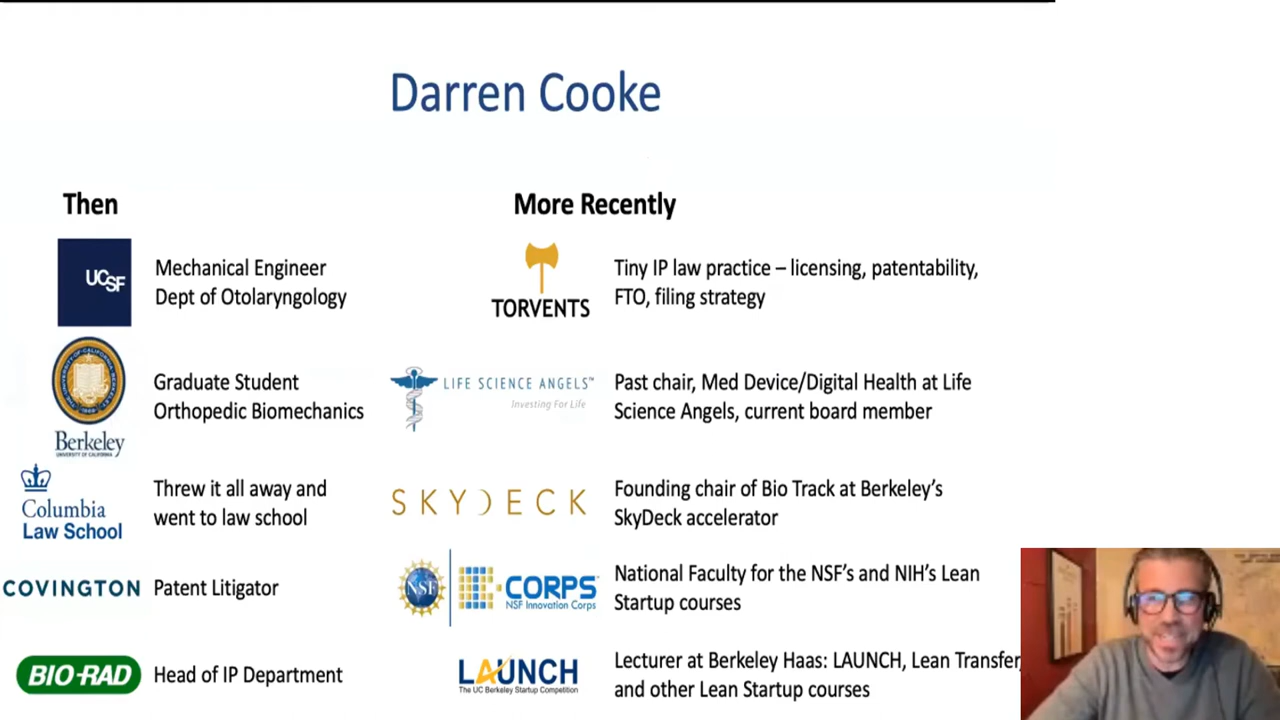 Darren Cooke
Then
UCSF
Mechanical Engineer
Dept of Otolaryngology
Berkeley
UNIVERSITY OF CALIFORNIA
Graduate Student
Orthopedic Biomechanics
Columbia
Law School
Threw it all away and
went to law school
COVINGTON
Patent Litigator
BIO-RAD
Head of IP Department
More Recently
TORVENTS
Tiny IP law practice – licensing, patentability,
FTO, filing strategy
LIFE SCIENCE ANGELS™
Investing For Life
Past chair, Med Device/Digital Health at Life
Science Angels, current board member
SKYDECK
Founding chair of Bio Track at Berkeley’s
SkyDeck accelerator
NSF
I-CORPS
NSF Innovation Corps
National Faculty for the NSF’s and NIH’s Lean
Startup courses
LAUNCH
The UC Berkeley Startup Competition
Lecturer at Berkeley Haas: LAUNCH, Lean Transfer,
and other Lean Startup courses